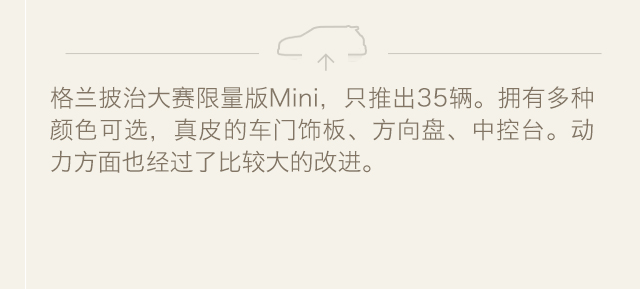 格兰披治大赛限量版Mini，只推出35辆。拥有多种
颜色可选，真皮的车门饰板、方向盘、中控台。动
力方面也经过了比较大的改进。